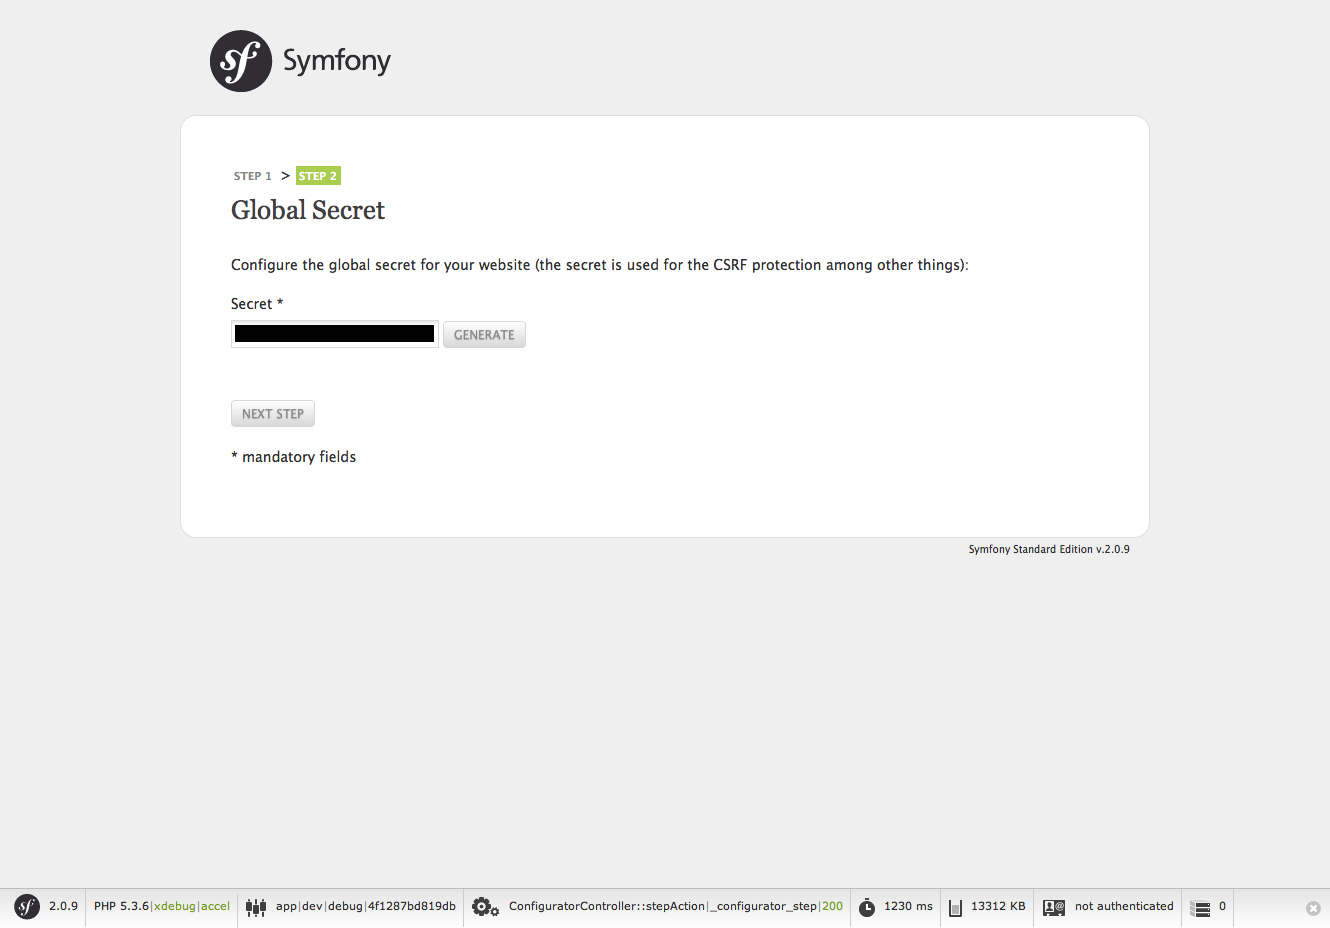 sf Symfony
STEP 1 > STEP 2
Global Secret
Configure the global secret for your website (the secret is used for the CSRF protection among other things):
Secret *
GENERATE
NEXT STEP
* mandatory fields
Symfony Standard Edition v.2.0.9
sf 2.0.9 PHP 5.3.6|xdebug|accel app|dev|debug|4f1287bd819db ConfiguratorController::stepAction|_configurator_step|200 1230 ms 13312 KB not authenticated 0